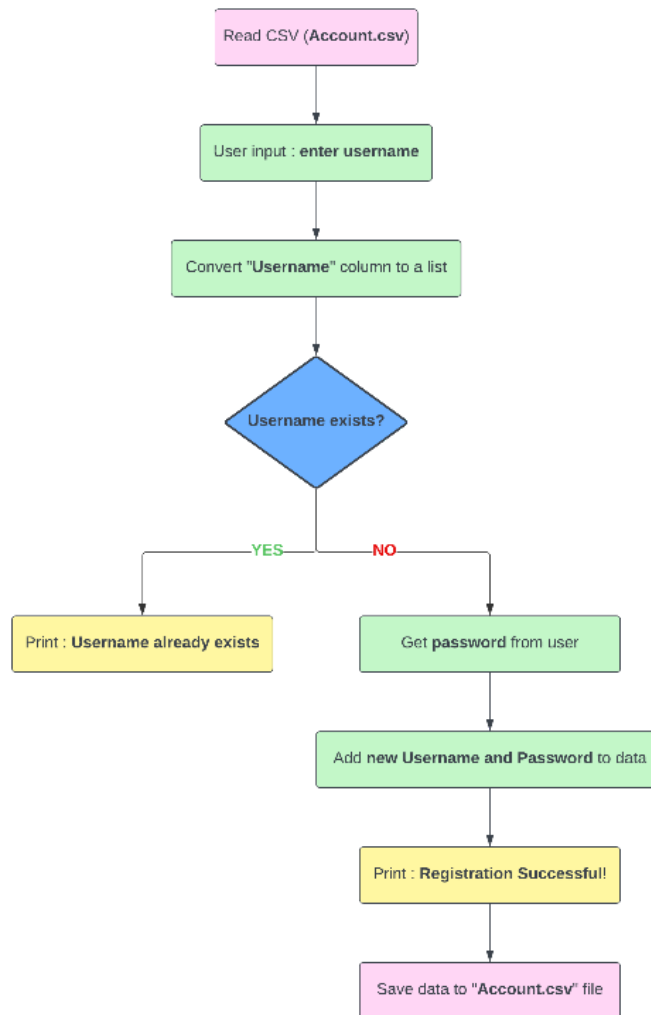 Read CSV (Account.csv)
User input : enter username
Convert "Username" column to a list
Username exists?
YES
NO
Print : Username already exists
Get password from user
Add new Username and Password to data
Print : Registration Successful!
Save data to "Account.csv" file